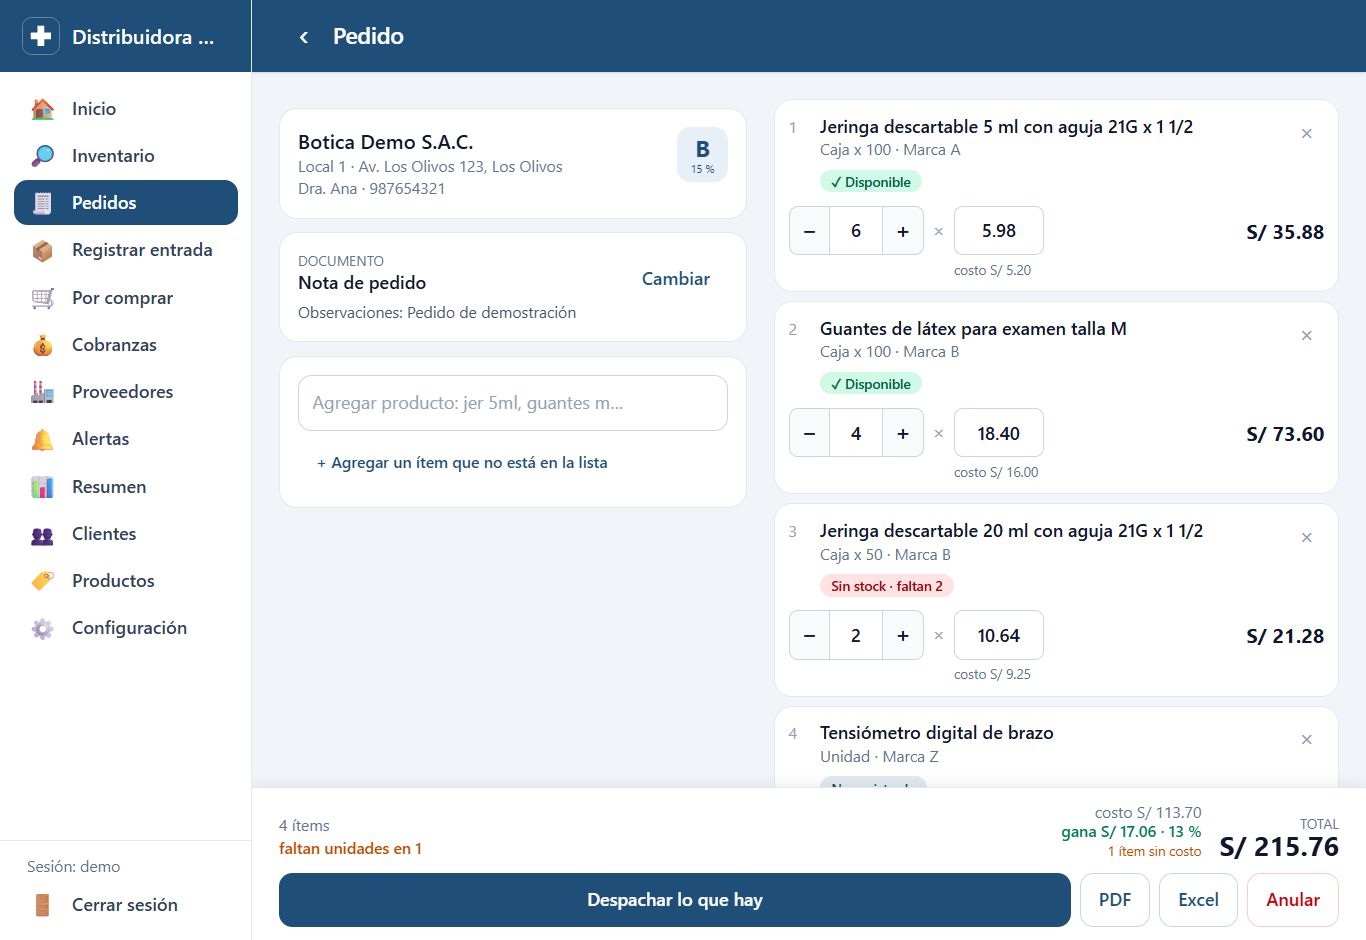 Distribuidora ...
Inicio
Inventario
Pedidos
Registrar entrada
Por comprar
Cobranzas
Proveedores
Alertas
Resumen
Clientes
Productos
Configuración
Sesión: demo
Cerrar sesión
‹ Pedido
Botica Demo S.A.C.
Local 1 · Av. Los Olivos 123, Los Olivos
Dra. Ana · 987654321
B
15 %
DOCUMENTO
Nota de pedido
Cambiar
Observaciones: Pedido de demostración
Agregar producto: jer 5ml, guantes m...
+ Agregar un ítem que no está en la lista
1 Jeringa descartable 5 ml con aguja 21G x 1 1/2 ×
Caja x 100 · Marca A
✓ Disponible
− 6 + × 5.98 S/ 35.88
costo S/ 5.20
2 Guantes de látex para examen talla M ×
Caja x 100 · Marca B
✓ Disponible
− 4 + × 18.40 S/ 73.60
costo S/ 16.00
3 Jeringa descartable 20 ml con aguja 21G x 1 1/2 ×
Caja x 50 · Marca B
Sin stock · faltan 2
− 2 + × 10.64 S/ 21.28
costo S/ 9.25
4 Tensiómetro digital de brazo ×
Unidad · Marca Z
4 ítems
faltan unidades en 1
costo S/ 113.70
gana S/ 17.06 · 13 %
1 ítem sin costo
TOTAL
S/ 215.76
Despachar lo que hay
PDF
Excel
Anular